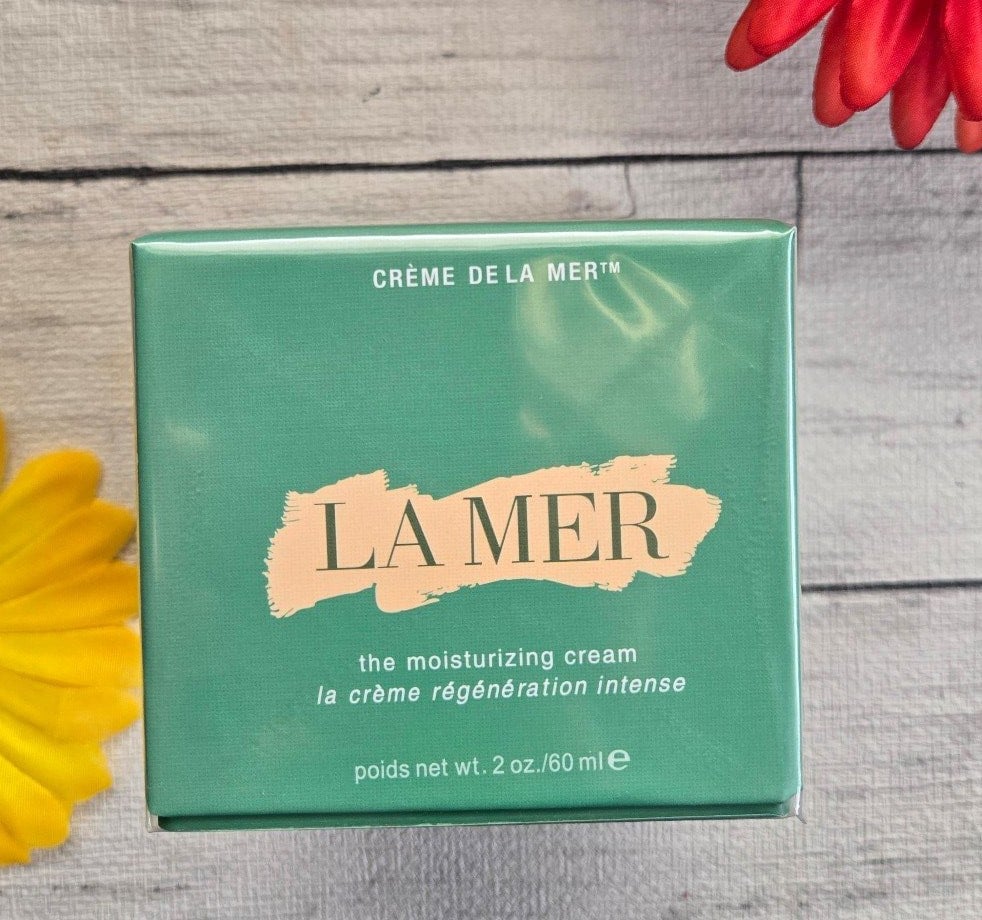 CRÈME DE LA MER™
LA MER
the moisturizing cream
la crème régénération intense
poids net wt. 2 oz./60 ml ℮